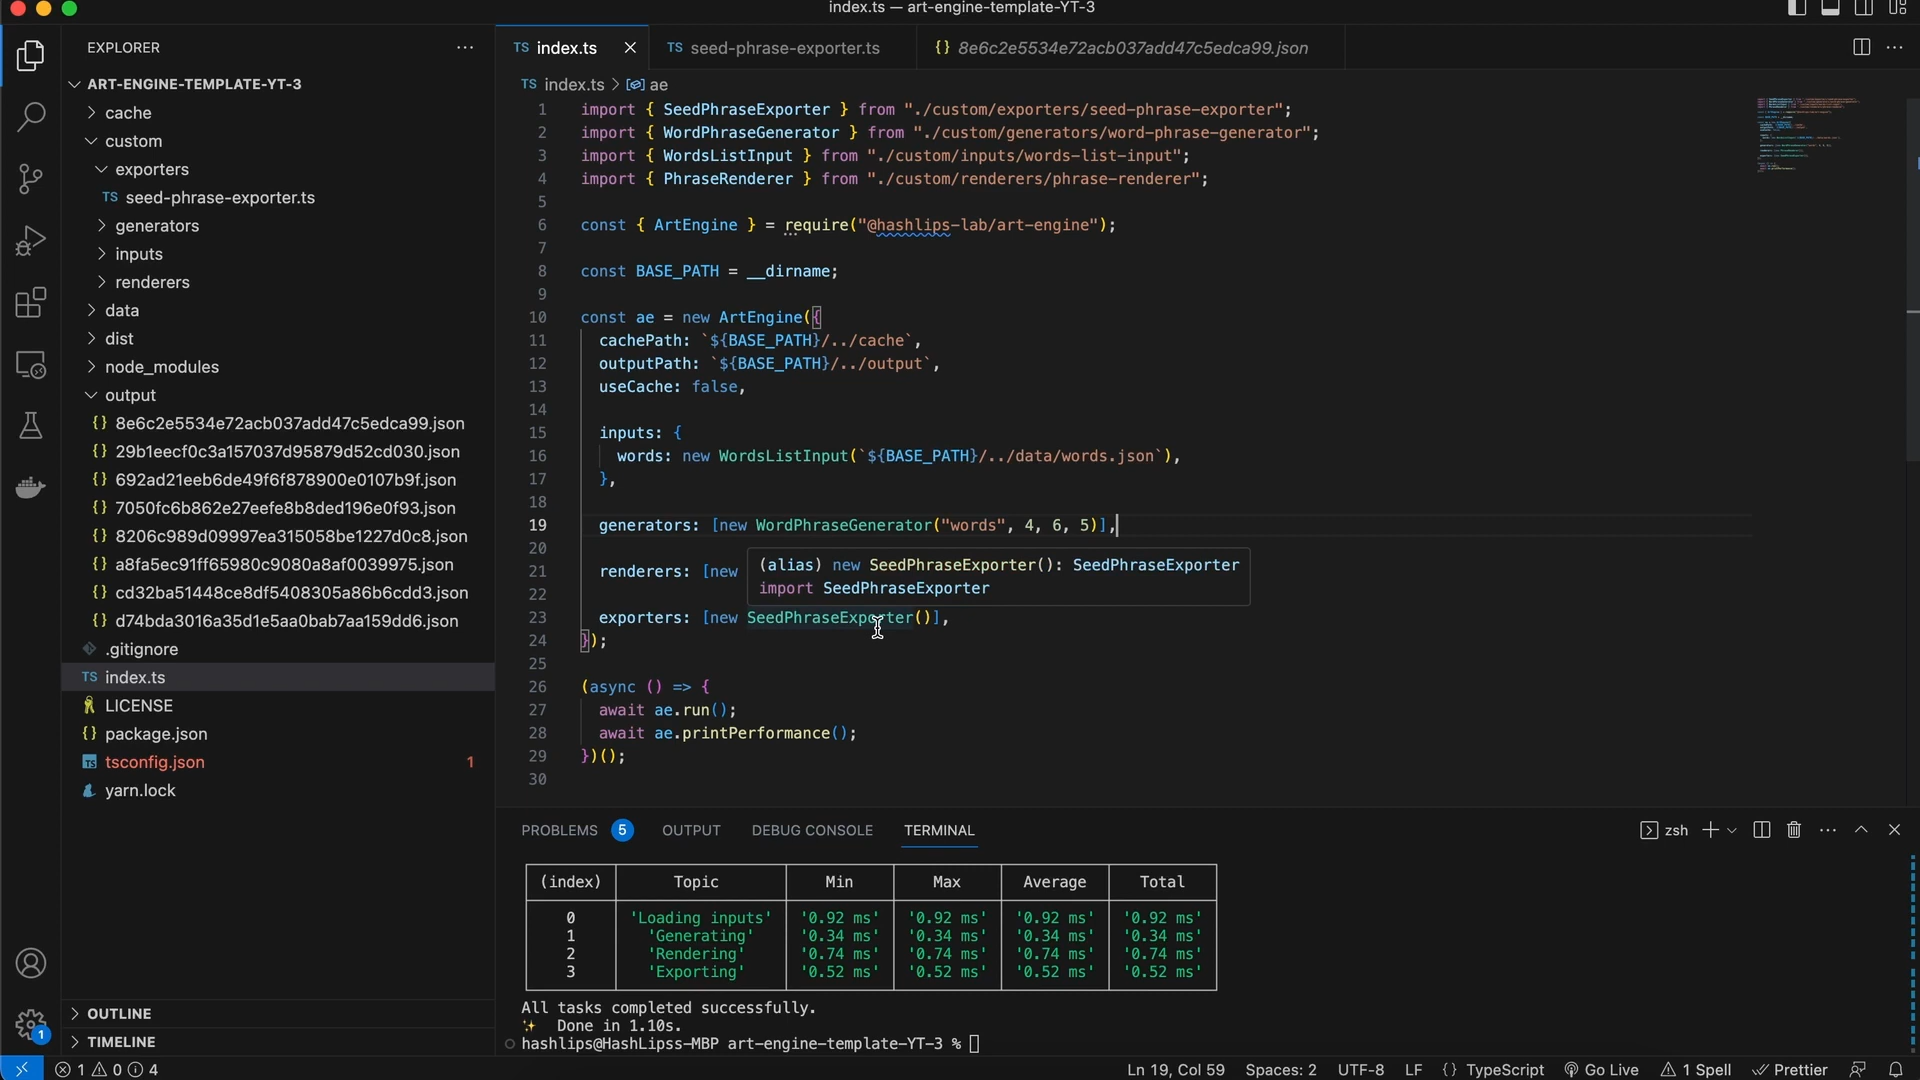 index.ts — art-engine-template-YT-3
EXPLORER
ART-ENGINE-TEMPLATE-YT-3
cache
custom
exporters
TS seed-phrase-exporter.ts
generators
inputs
renderers
data
dist
node_modules
output
{} 8e6c2e5534e72acb037add47c5edca99.json
{} 29b1eecf0c3a157037d95879d52cd030.json
{} 692ad21eeb6de49f6f878900e0107b9f.json
{} 7050fc6b862e27eefe8b8ded196e0f93.json
{} 8206c989d09997ea315058be1227d0c8.json
{} a8fa5ec91ff65980c9080a8af0039975.json
{} cd32ba51448ce8df5408305a86b6cdd3.json
{} d74bda3016a35d1e5aa0bab7aa159dd6.json
.gitignore
TS index.ts
LICENSE
{} package.json
TS tsconfig.json 1
yarn.lock
OUTLINE
TIMELINE
1
TS index.ts
TS seed-phrase-exporter.ts
{} 8e6c2e5534e72acb037add47c5edca99.json
TS index.ts > ae
1 import { SeedPhraseExporter } from "./custom/exporters/seed-phrase-exporter";
2 import { WordPhraseGenerator } from "./custom/generators/word-phrase-generator";
3 import { WordsListInput } from "./custom/inputs/words-list-input";
4 import { PhraseRenderer } from "./custom/renderers/phrase-renderer";
5
6 const { ArtEngine } = require("@hashlips-lab/art-engine");
7
8 const BASE_PATH = __dirname;
9
10 const ae = new ArtEngine({
11 cachePath: `${BASE_PATH}/../cache`,
12 outputPath: `${BASE_PATH}/../output`,
13 useCache: false,
14
15 inputs: {
16 words: new WordsListInput(`${BASE_PATH}/../data/words.json`),
17 },
18
19 generators: [new WordPhraseGenerator("words", 4, 6, 5)],
20
(alias) new SeedPhraseExporter(): SeedPhraseExporter
import SeedPhraseExporter
21 renderers: [new
22
23 exporters: [new SeedPhraseExporter()],
24 });
25
26 (async () => {
27 await ae.run();
28 await ae.printPerformance();
29 })();
30
PROBLEMS 5 OUTPUT DEBUG CONSOLE TERMINAL
zsh
(index) Topic Min Max Average Total
0 'Loading inputs' '0.92 ms' '0.92 ms' '0.92 ms' '0.92 ms'
1 'Generating' '0.34 ms' '0.34 ms' '0.34 ms' '0.34 ms'
2 'Rendering' '0.74 ms' '0.74 ms' '0.74 ms' '0.74 ms'
3 'Exporting' '0.52 ms' '0.52 ms' '0.52 ms' '0.52 ms'
All tasks completed successfully.
✨ Done in 1.10s.
hashlips@HashLipss-MBP art-engine-template-YT-3 %
1 0 4
Ln 19, Col 59 Spaces: 2 UTF-8 LF {} TypeScript Go Live 1 Spell Prettier